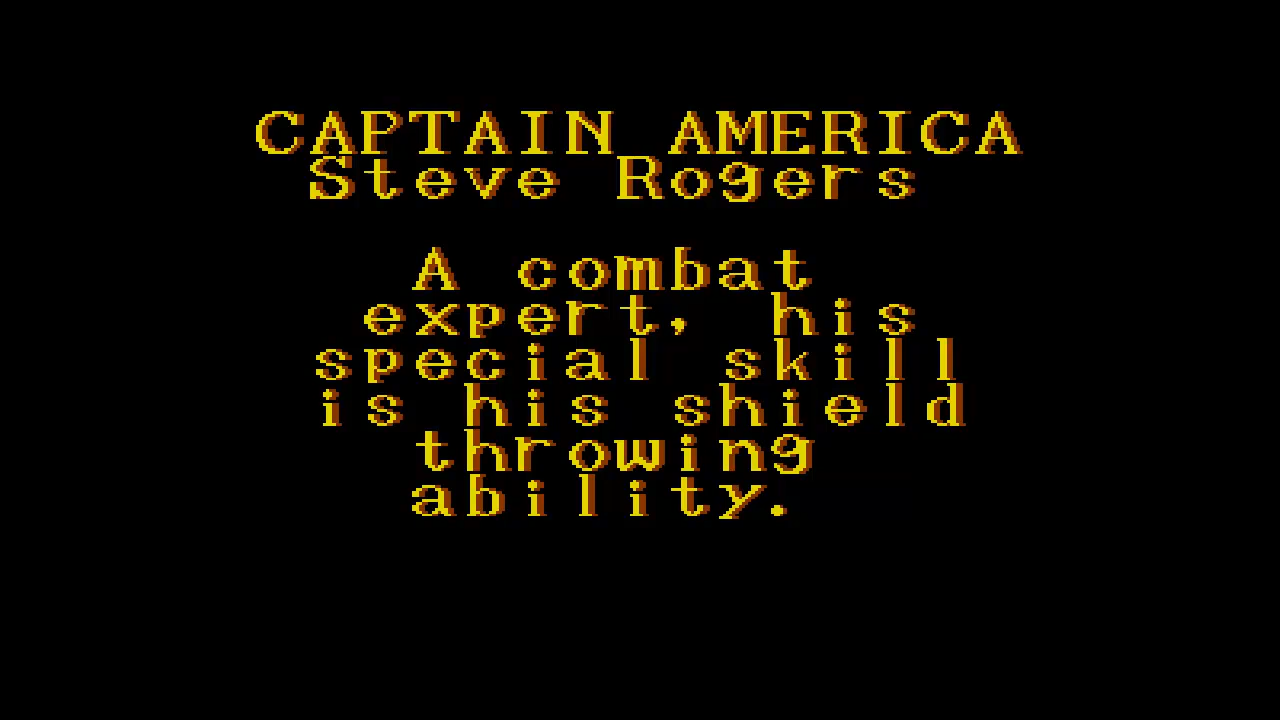 CAPTAIN AMERICA
Steve Rogers
A combat
expert, his
special skill
is his shield
throwing
ability.